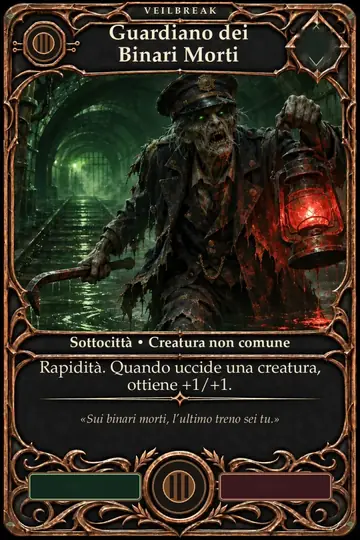 VEILBREAK
Guardiano dei
Binari Morti
Sottocittà • Creatura non comune
Rapidità. Quando uccide una creatura,
ottiene +1/+1.
«Sui binari morti, l'ultimo treno sei tu.»